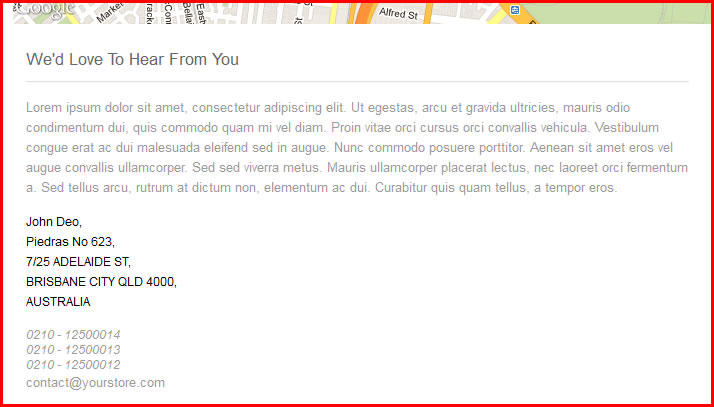 Google
Market
East
Bella
Con
Alfred St
We'd Love To Hear From You
Lorem ipsum dolor sit amet, consectetur adipiscing elit. Ut egestas, arcu et gravida ultricies, mauris odio
condimentum dui, quis commodo quam mi vel diam. Proin vitae orci cursus orci convallis vehicula. Vestibulum
congue erat ac dui malesuada eleifend sed in augue. Nunc commodo posuere porttitor. Aenean sit amet eros vel
augue convallis ullamcorper. Sed sed viverra metus. Mauris ullamcorper placerat lectus, nec laoreet orci fermentum
a. Sed tellus arcu, rutrum at dictum non, elementum ac dui. Curabitur quis quam tellus, a tempor eros.
John Deo,
Piedras No 623,
7/25 ADELAIDE ST,
BRISBANE CITY QLD 4000,
AUSTRALIA
0210 - 12500014
0210 - 12500013
0210 - 12500012
contact@yourstore.com